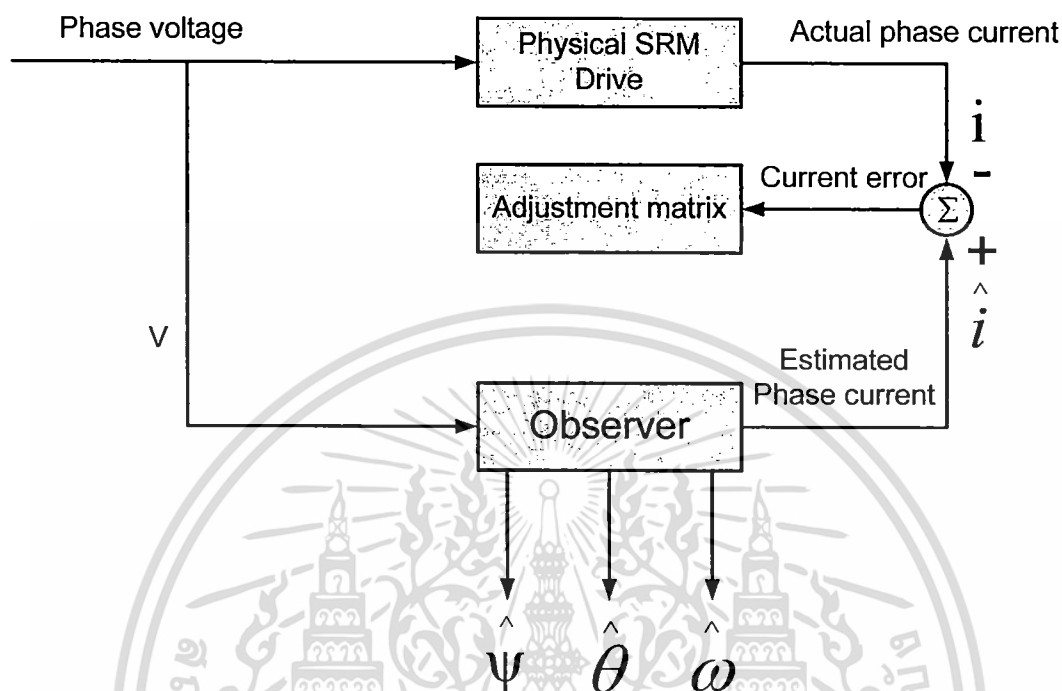 Phase voltage
Physical SRM
Drive
Actual phase current
i
-
Current error
Adjustment matrix
Σ
+
î
V
Estimated
Phase current
Observer
ψ̂
θ̂
ω̂